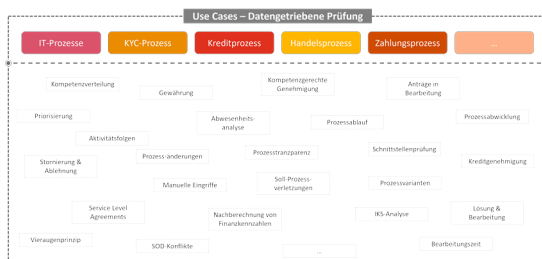 Use Cases – Datengetriebene Prüfung
IT-Prozesse
KYC-Prozess
Kreditprozess
Handelsprozess
Zahlungsprozess
...
Kompetenzverteilung
Gewährung
Kompetenzgerechte
Genehmigung
Anträge in
Bearbeitung
Priorisierung
Abwesenheits-
analyse
Prozessablauf
Prozessabwicklung
Aktivitätsfolgen
Prozess-änderungen
Prozesstranzparenz
Schnittstellenprüfung
Stornierung &
Ablehnung
Kreditgenehmigung
Manuelle Eingriffe
Soll-Prozess-
verletzungen
Prozessvarianten
Service Level
Agreements
Nachberechnung von
Finanzkennzahlen
IKS-Analyse
Lösung &
Bearbeitung
Vieraugenprinzip
SOD-Konflikte
...
Bearbeitungszeit